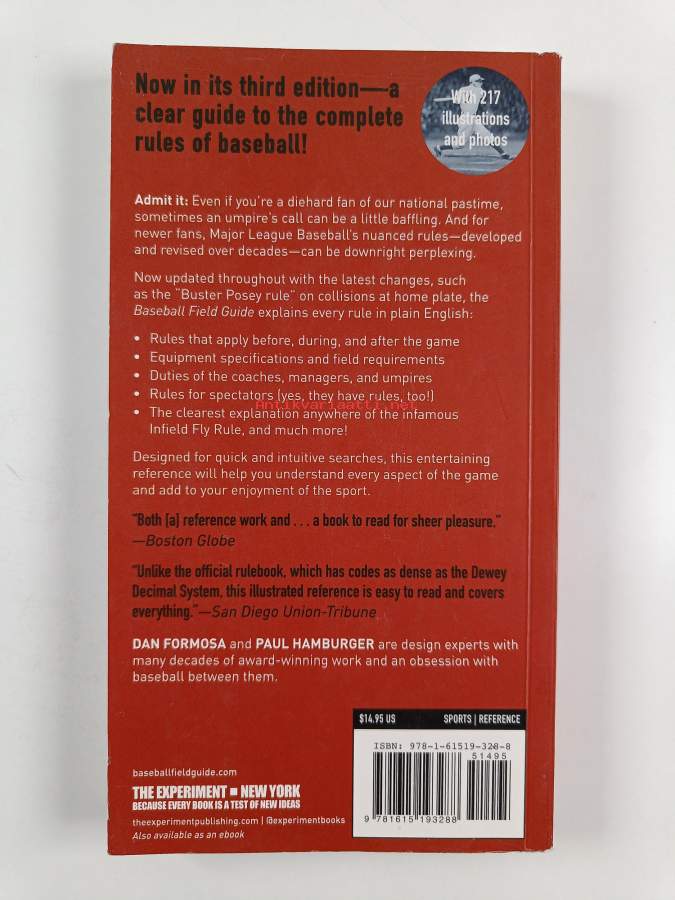 Now in its third edition—a
clear guide to the complete
rules of baseball!
With 217
illustrations
and photos
Admit it: Even if you're a diehard fan of our national pastime,
sometimes an umpire's call can be a little baffling. And for
newer fans, Major League Baseball's nuanced rules—developed
and revised over decades—can be downright perplexing.
Now updated throughout with the latest changes, such
as the "Buster Posey rule" on collisions at home plate, the
Baseball Field Guide explains every rule in plain English:
• Rules that apply before, during, and after the game
• Equipment specifications and field requirements
• Duties of the coaches, managers, and umpires
• Rules for spectators (yes, they have rules, too!)
Antikvariaatti.net
• The clearest explanation anywhere of the infamous
Infield Fly Rule, and much more!
Designed for quick and intuitive searches, this entertaining
reference will help you understand every aspect of the game
and add to your enjoyment of the sport.
"Both [a] reference work and . . . a book to read for sheer pleasure."
—Boston Globe
"Unlike the official rulebook, which has codes as dense as the Dewey
Decimal System, this illustrated reference is easy to read and covers
everything."—San Diego Union-Tribune
DAN FORMOSA and PAUL HAMBURGER are design experts with
many decades of award-winning work and an obsession with
baseball between them.
$14.95 US SPORTS | REFERENCE
ISBN: 978-1-61519-328-8
51495
9 781615 193288
baseballfieldguide.com
THE EXPERIMENT ■ NEW YORK
BECAUSE EVERY BOOK IS A TEST OF NEW IDEAS
theexperimentpublishing.com | @experimentbooks
Also available as an ebook